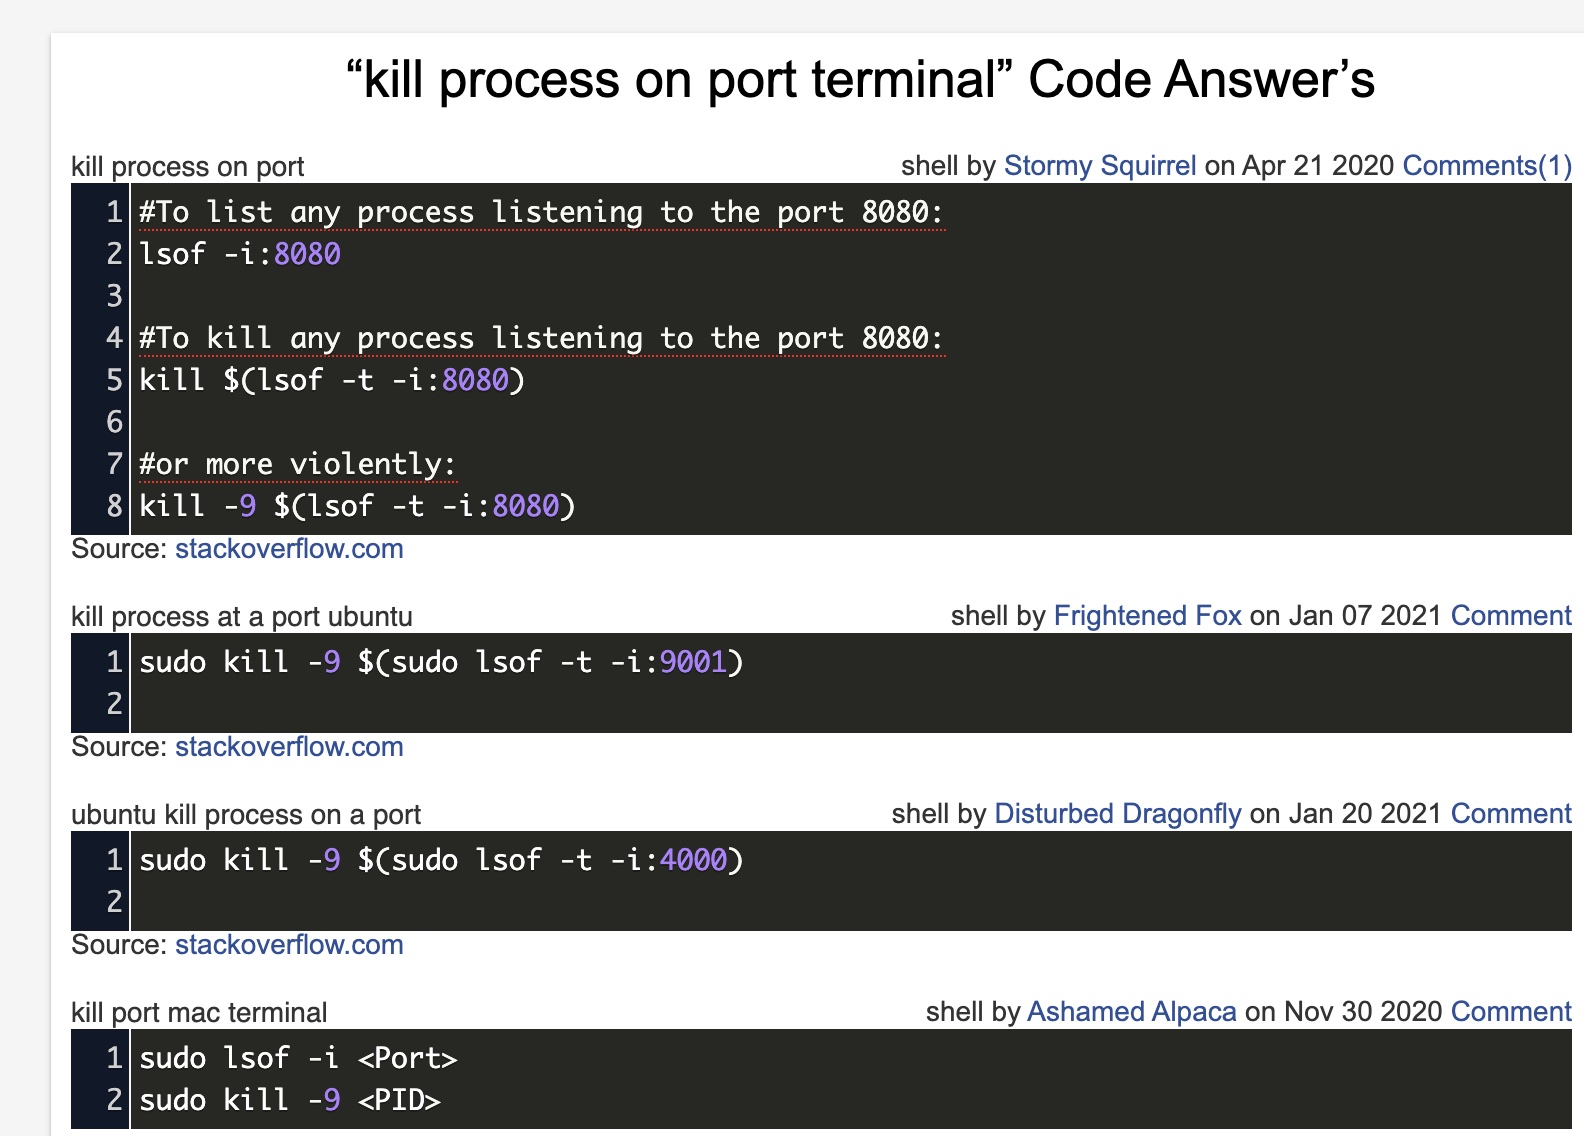 “kill process on port terminal” Code Answer’s
kill process on port shell by Stormy Squirrel on Apr 21 2020 Comments(1)
1 #To list any process listening to the port 8080:
2 lsof -i:8080
3
4 #To kill any process listening to the port 8080:
5 kill $(lsof -t -i:8080)
6
7 #or more violently:
8 kill -9 $(lsof -t -i:8080)
Source: stackoverflow.com
kill process at a port ubuntu shell by Frightened Fox on Jan 07 2021 Comment
1 sudo kill -9 $(sudo lsof -t -i:9001)
2
Source: stackoverflow.com
ubuntu kill process on a port shell by Disturbed Dragonfly on Jan 20 2021 Comment
1 sudo kill -9 $(sudo lsof -t -i:4000)
2
Source: stackoverflow.com
kill port mac terminal shell by Ashamed Alpaca on Nov 30 2020 Comment
1 sudo lsof -i <Port>
2 sudo kill -9 <PID>